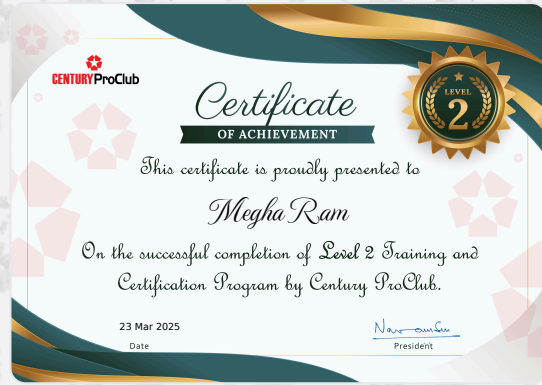 CENTURY ProClub
Certificate
OF ACHIEVEMENT
LEVEL
2
This certificate is proudly presented to
Megha Ram
On the successful completion of Level 2 Training and
Certification Program by Century ProClub.
23 Mar 2025
Date
President